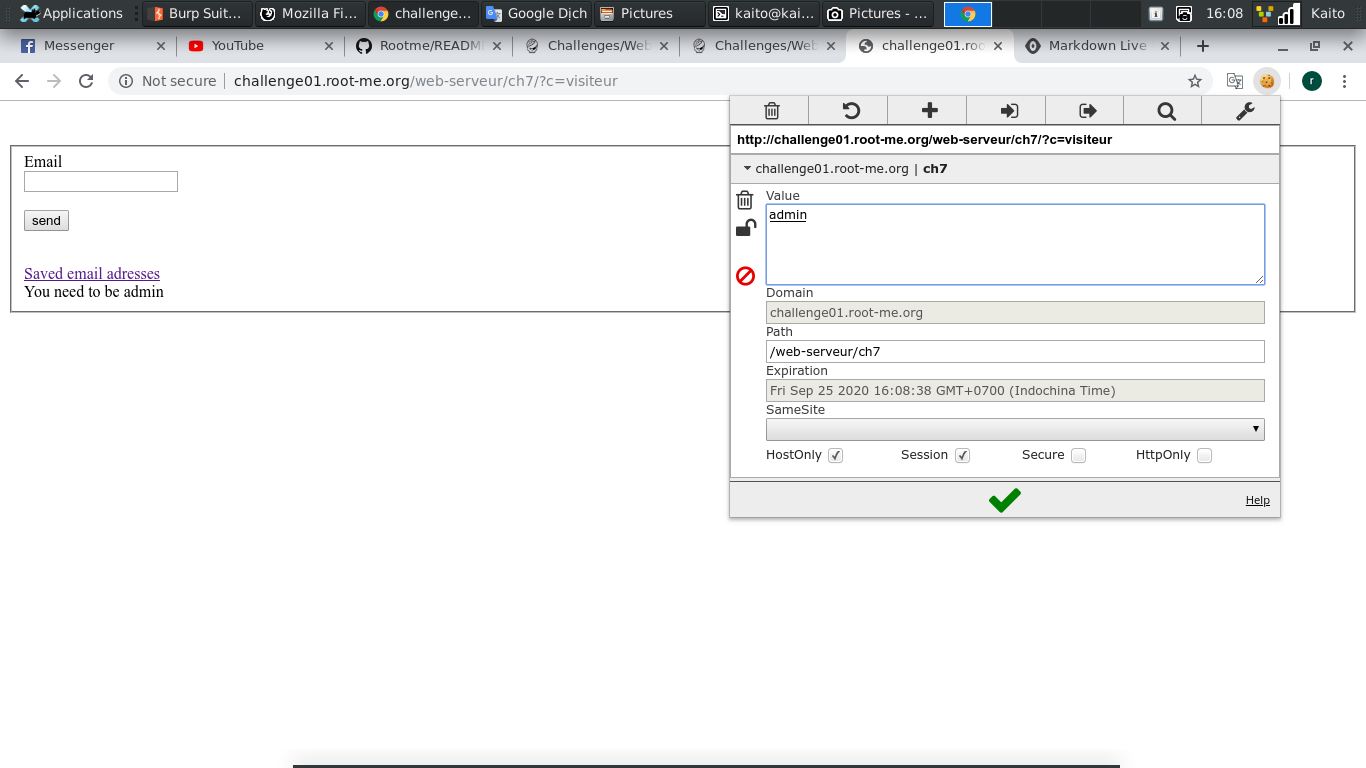 Applications Burp Suit... Mozilla Fi... challenge... Google Dịch Pictures kaito@kai... Pictures - ... 16:08 Kaito
Messenger YouTube Rootme/READM Challenges/Web Challenges/Web challenge01.roo Markdown Live
Not secure challenge01.root-me.org/web-serveur/ch7/?c=visiteur r
http://challenge01.root-me.org/web-serveur/ch7/?c=visiteur
challenge01.root-me.org | ch7
Email
send
Saved email adresses
You need to be admin
Value
admin
Domain
challenge01.root-me.org
Path
/web-serveur/ch7
Expiration
Fri Sep 25 2020 16:08:38 GMT+0700 (Indochina Time)
SameSite
HostOnly Session Secure HttpOnly
Help